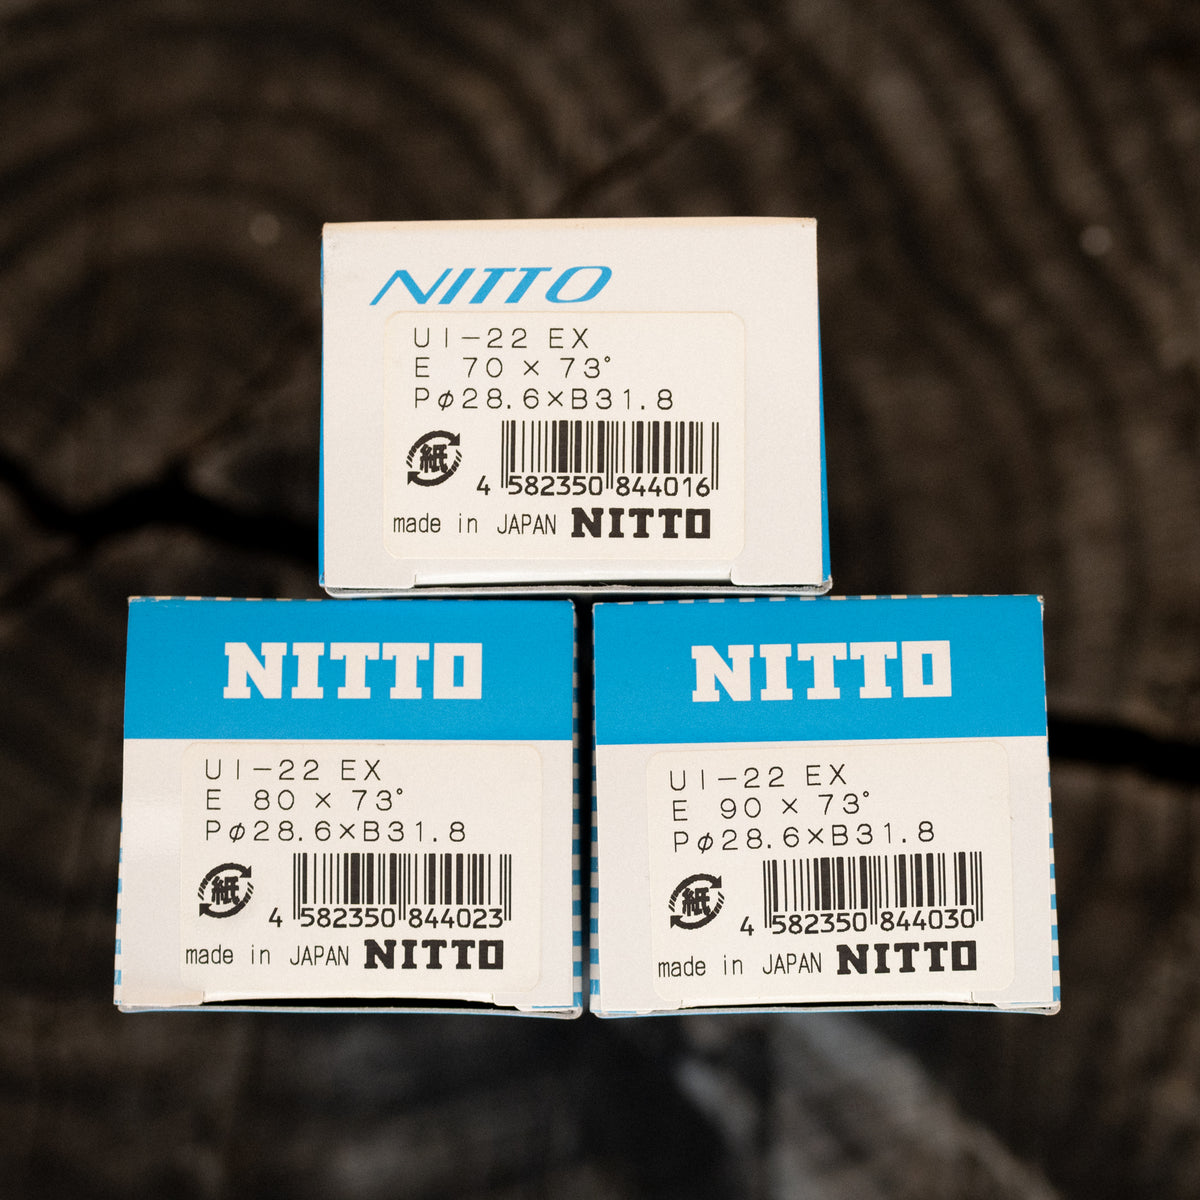 NITTO
UI-22 EX
E 70 × 73°
Pφ28.6×B31.8
紙
4 582350 844016
made in JAPAN NITTO
NITTO
UI-22 EX
E 80 × 73°
Pφ28.6×B31.8
紙
4 582350 844023
made in JAPAN NITTO
NITTO
UI-22 EX
E 90 × 73°
Pφ28.6×B31.8
紙
4 582350 844030
made in JAPAN NITTO